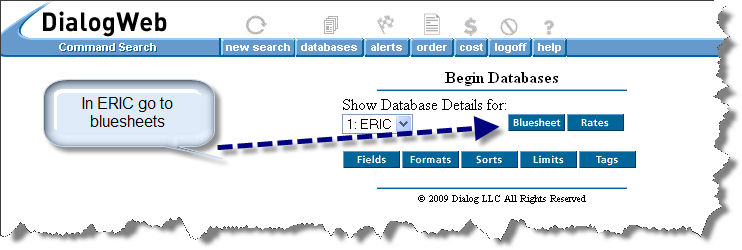 DialogWeb
Command Search
new search databases alerts order cost logoff help
Begin Databases
In ERIC go to
bluesheets
Show Database Details for:
1: ERIC
Bluesheet Rates
Fields Formats Sorts Limits Tags
© 2009 Dialog LLC All Rights Reserved